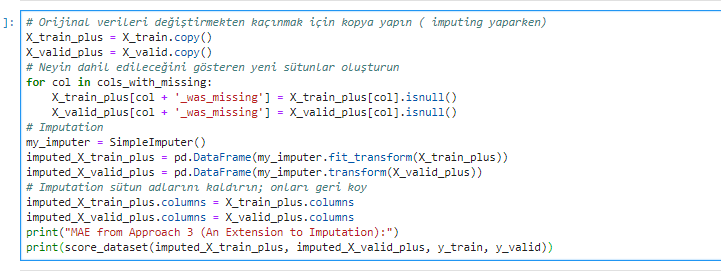 ]: # Orijinal verileri değiştirmekten kaçınmak için kopya yapın ( imputing yaparken)
X_train_plus = X_train.copy()
X_valid_plus = X_valid.copy()
# Neyin dahil edileceğini gösteren yeni sütunlar oluşturun
for col in cols_with_missing:
    X_train_plus[col + '_was_missing'] = X_train_plus[col].isnull()
    X_valid_plus[col + '_was_missing'] = X_valid_plus[col].isnull()
# Imputation
my_imputer = SimpleImputer()
imputed_X_train_plus = pd.DataFrame(my_imputer.fit_transform(X_train_plus))
imputed_X_valid_plus = pd.DataFrame(my_imputer.transform(X_valid_plus))
# Imputation sütun adlarını kaldırın; onları geri koy
imputed_X_train_plus.columns = X_train_plus.columns
imputed_X_valid_plus.columns = X_valid_plus.columns
print("MAE from Approach 3 (An Extension to Imputation):")
print(score_dataset(imputed_X_train_plus, imputed_X_valid_plus, y_train, y_valid))